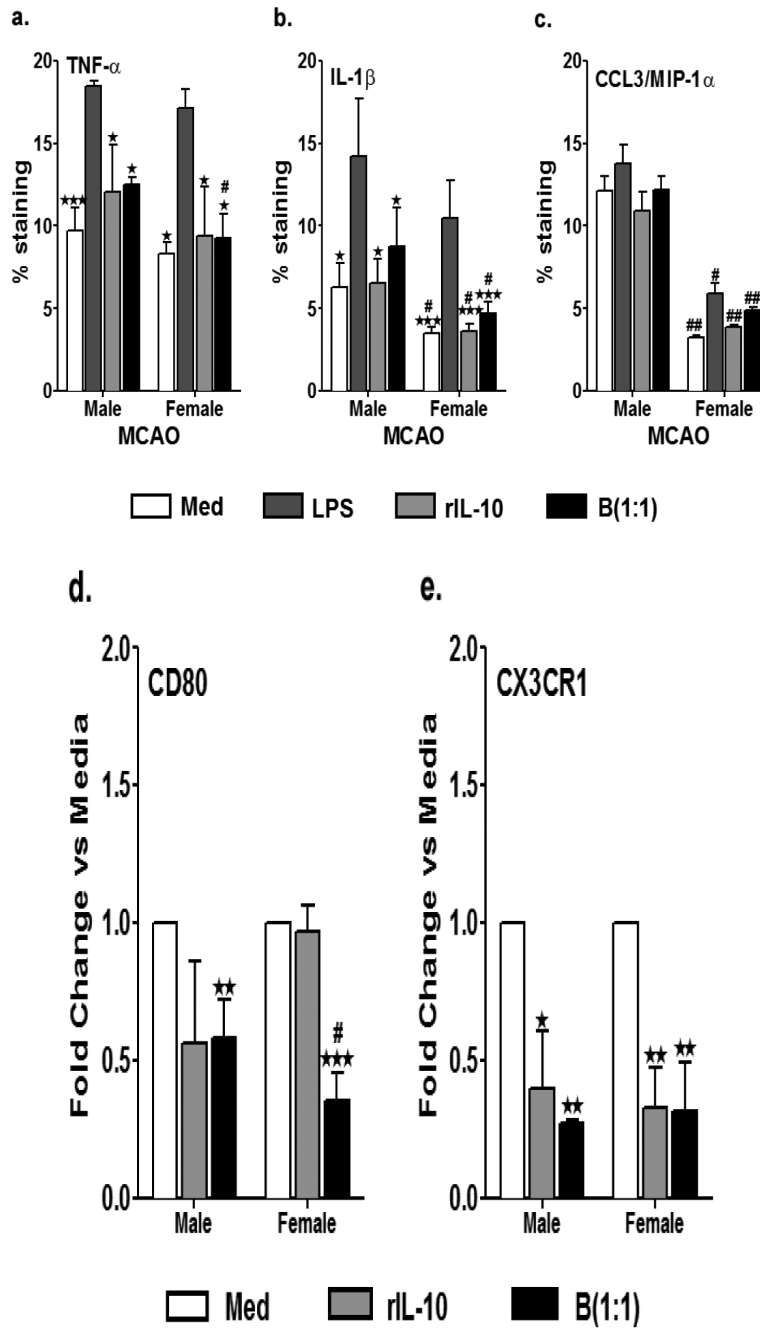 a.
TNF-α
% staining
20
15
10
5
0
★★★
★
★
★
★
#
★
Male
Female
MCAO
b.
IL-1β
% staining
20
15
10
5
0
★
★
★
#
★★★
#
★★★
#
★★★
Male
Female
MCAO
c.
CCL3/MIP-1α
% staining
20
15
10
5
0
##
#
##
##
Male
Female
MCAO
Med
LPS
rIL-10
B(1:1)
d.
CD80
Fold Change vs Media
2.0
1.5
1.0
0.5
0.0
★★
#
★★★
Male
Female
e.
CX3CR1
Fold Change vs Media
2.0
1.5
1.0
0.5
0.0
★
★★
★★
★★
Male
Female
Med
rIL-10
B(1:1)